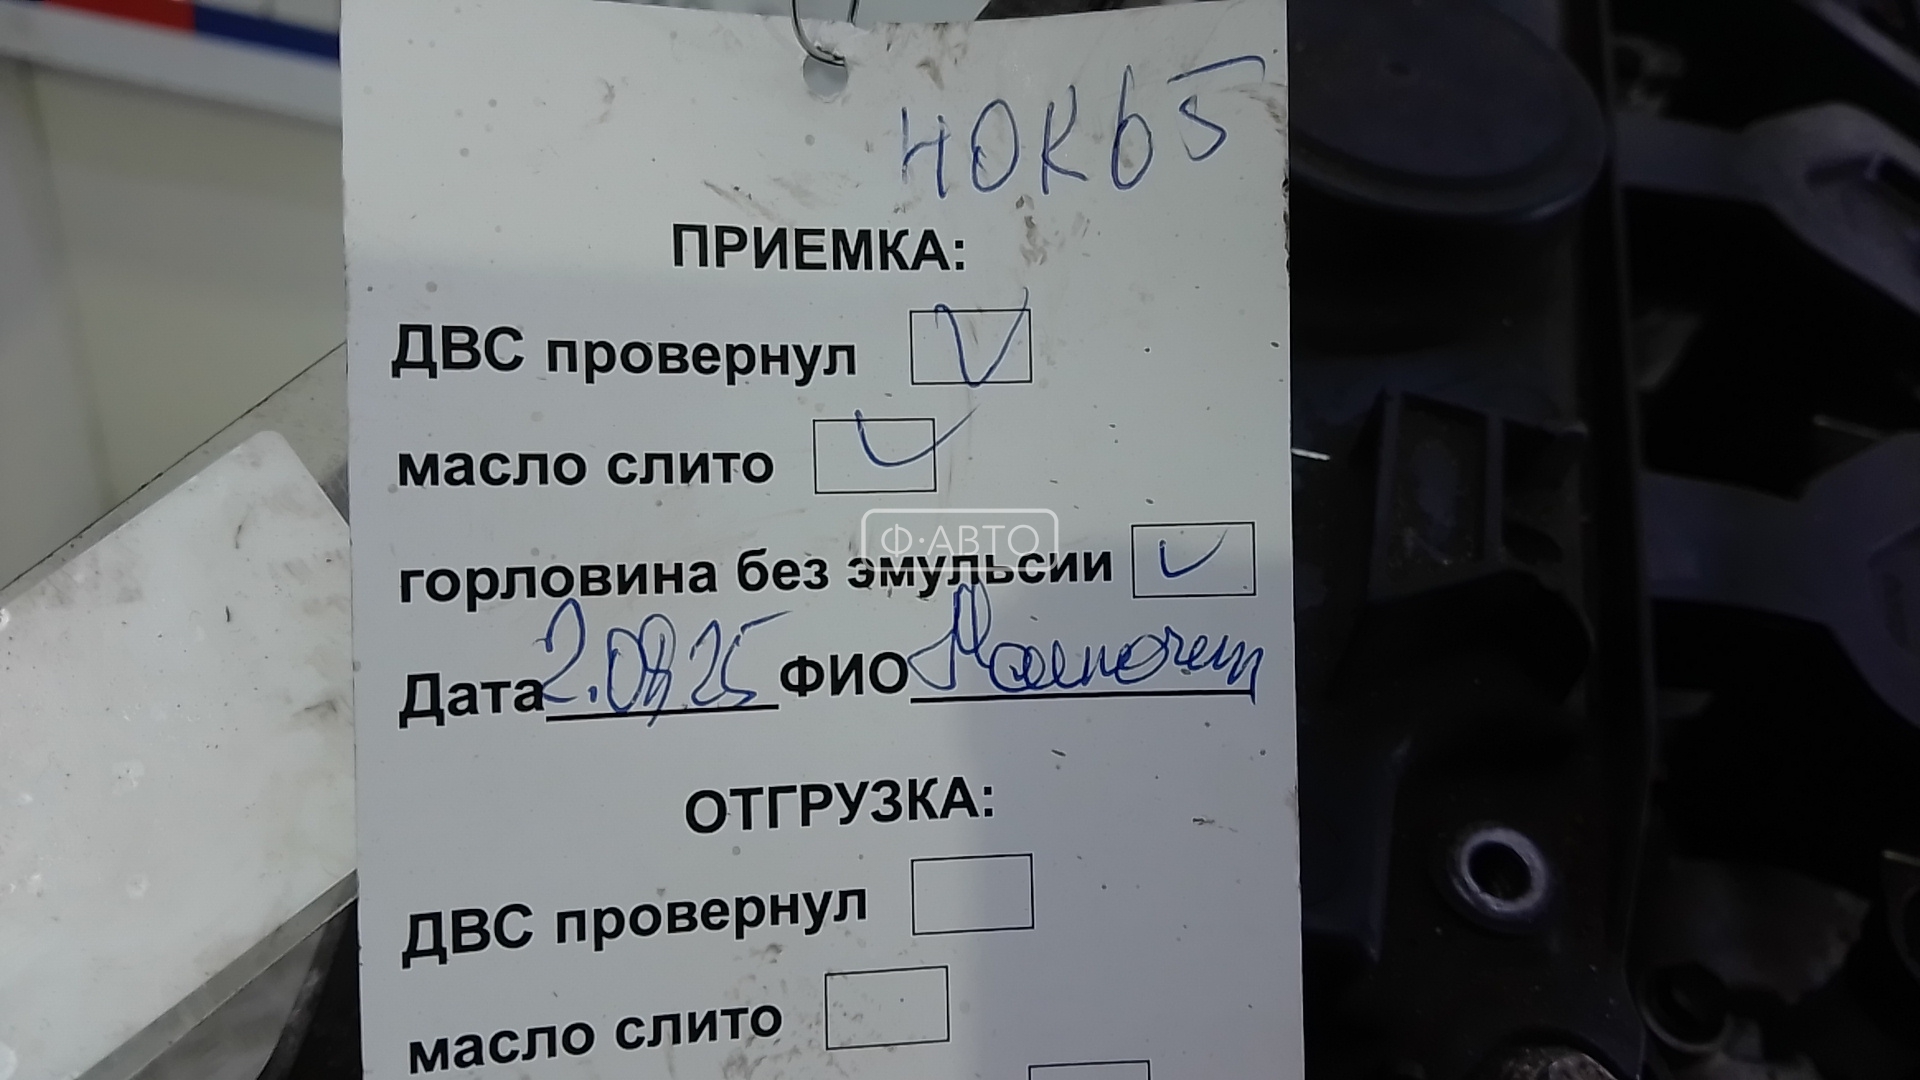 40K65
ПРИЕМКА:
ДВС провернул
масло слито
Ф·АВТО
горловина без эмульсии
Дата 2.08.25 ФИО
ОТГРУЗКА:
ДВС провернул
масло слито